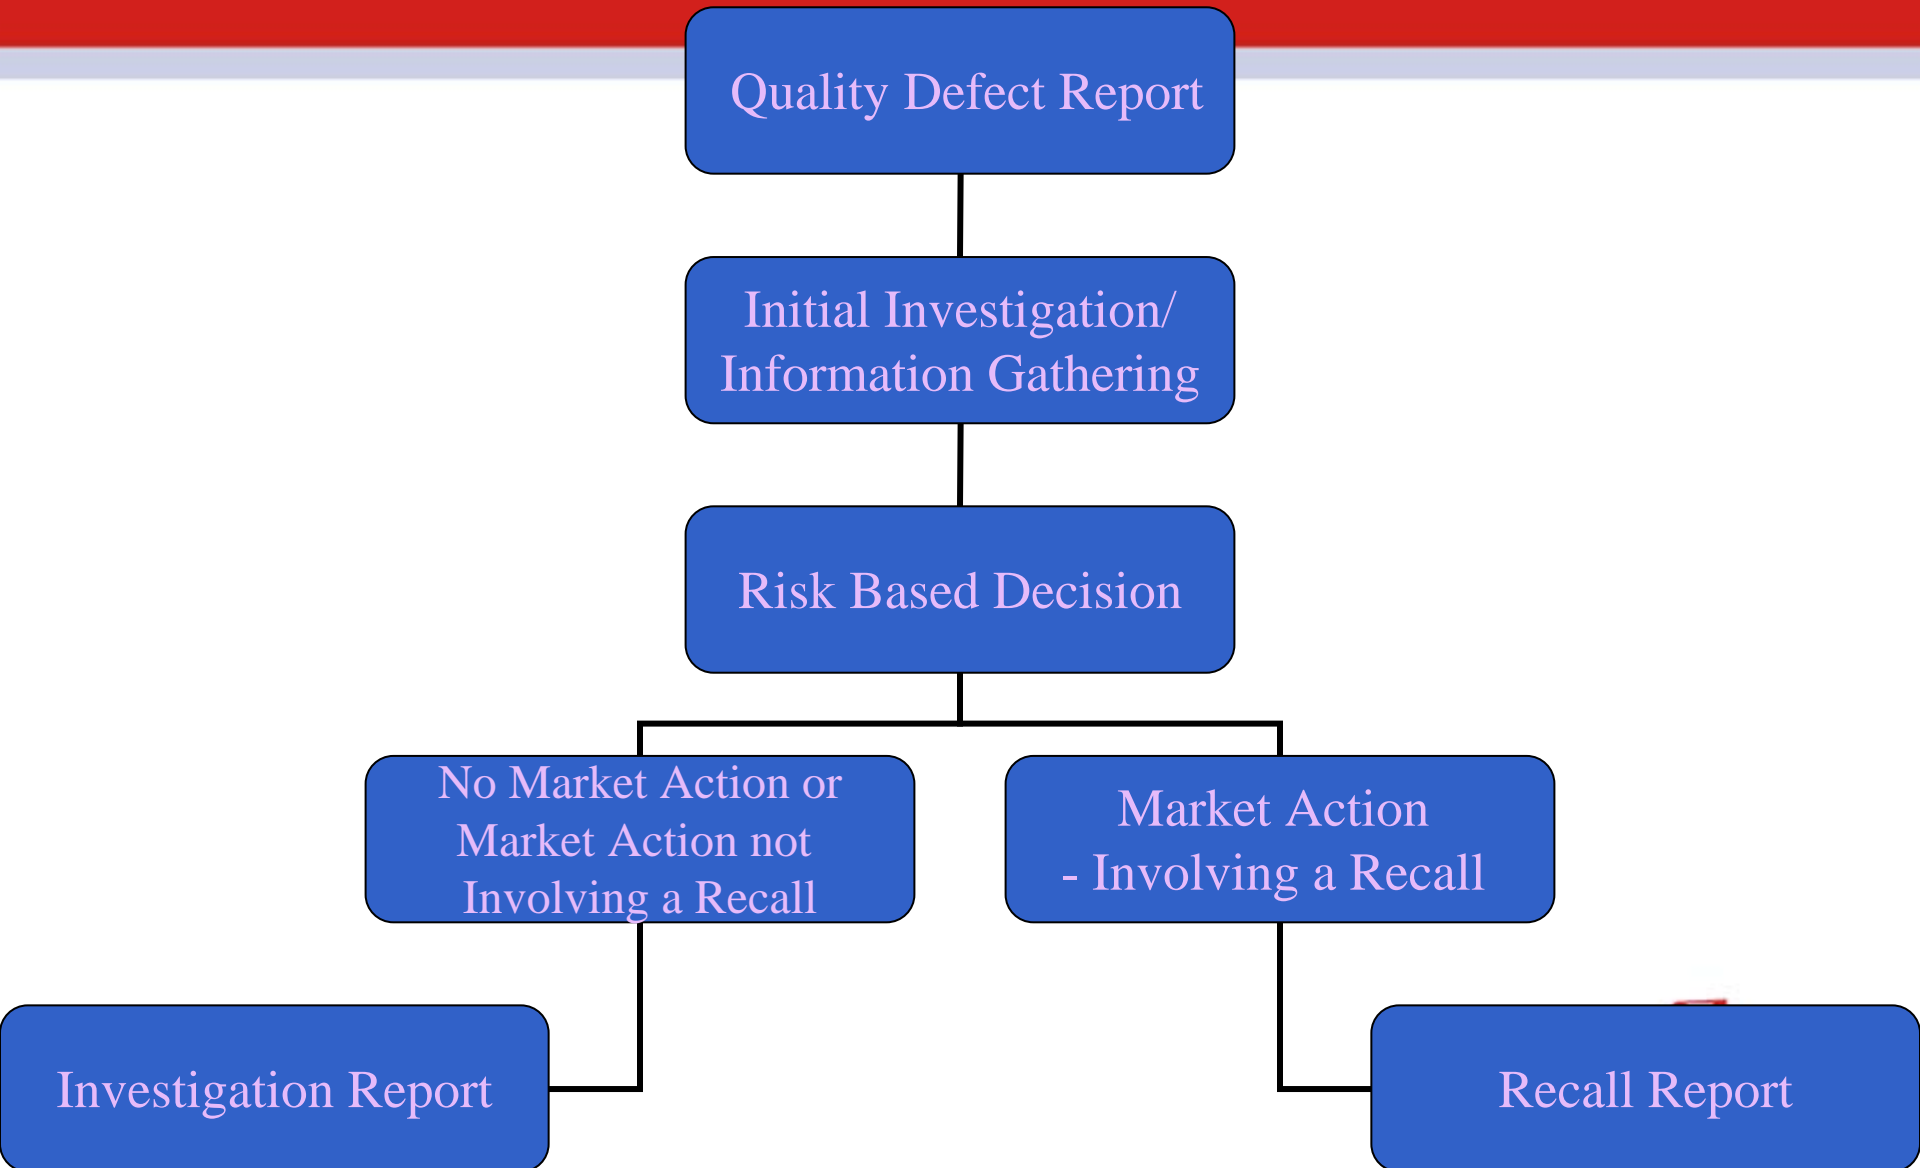 Quality Defect Report
Initial Investigation/
Information Gathering
Risk Based Decision
No Market Action or
Market Action not
Involving a Recall
Market Action
- Involving a Recall
Investigation Report
Recall Report